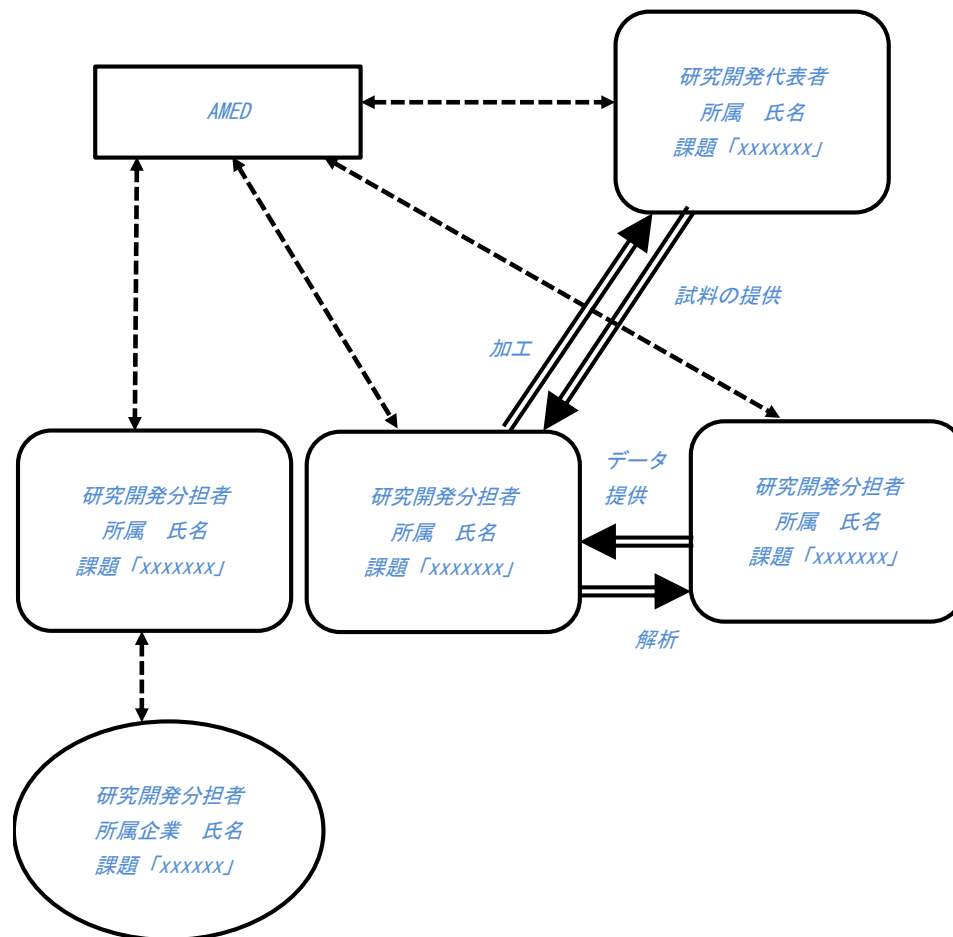 AMED
研究開発代表者
所属　氏名
課題「xxxxxxx」
試料の提供
加工
データ
提供
研究開発分担者
所属　氏名
課題「xxxxxxx」
研究開発分担者
所属　氏名
課題「xxxxxxx」
研究開発分担者
所属　氏名
課題「xxxxxxx」
解析
研究開発分担者
所属企業　氏名
課題「xxxxxx」